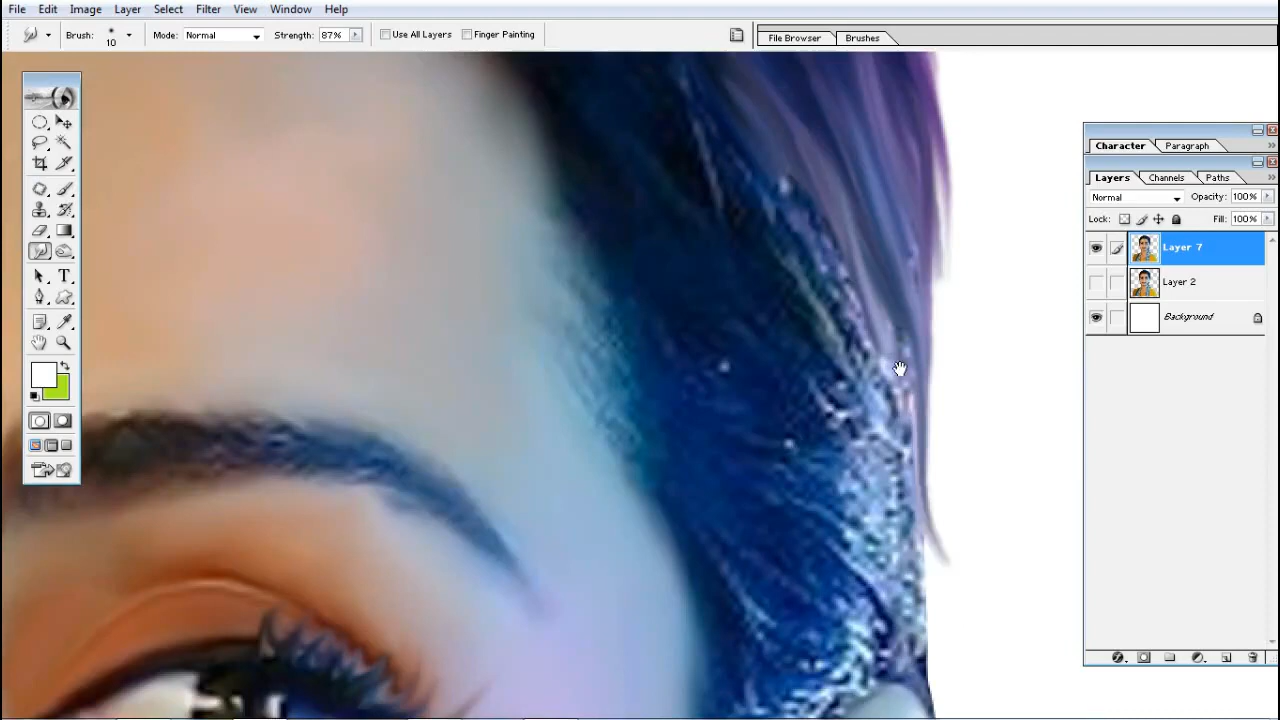 File Edit Image Layer Select Filter View Window Help
Brush: 10 Mode: Normal Strength: 87% Use All Layers Finger Painting File Browser Brushes
Character Paragraph
Layers Channels Paths
Normal Opacity: 100%
Lock: Fill: 100%
Layer 7
Layer 2
Background
T